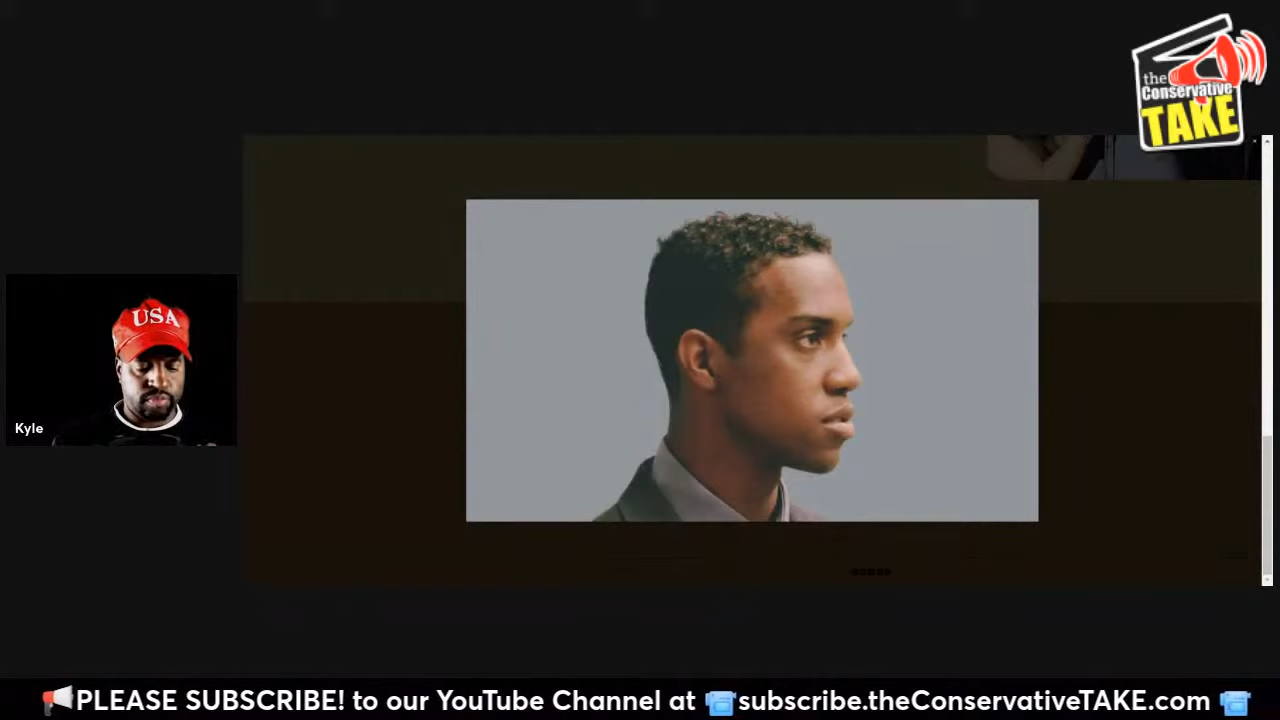 the
Conservative
TAKE
USA
Kyle
PLEASE SUBSCRIBE! to our YouTube Channel at subscribe.theConservativeTAKE.com